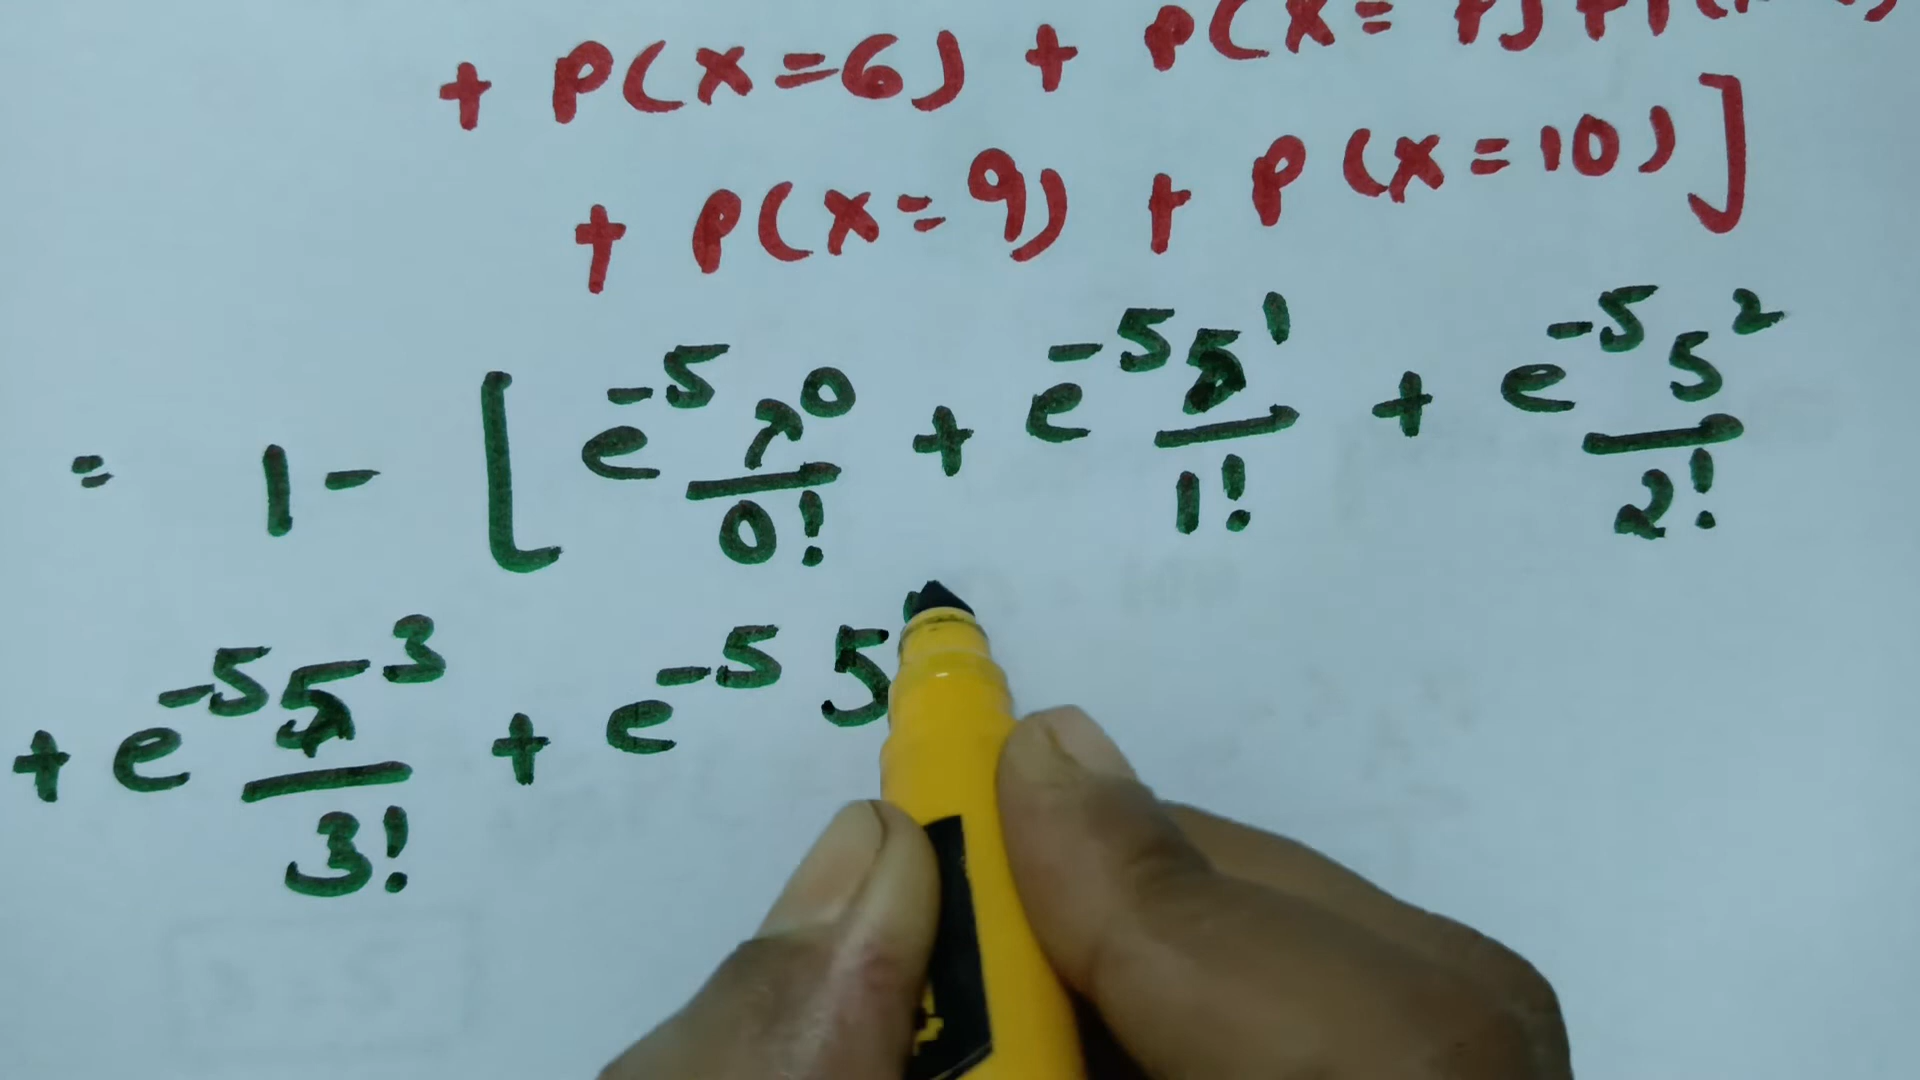 + P(X=6) + P(X=7)+P(X
+ P(X=9) + P(X=10)]
= 1 - [ e^-5 λ^0/0! + e^-5 5^1/1! + e^-5 5^2/2!
+ e^-5 5^3/3! + e^-5 5